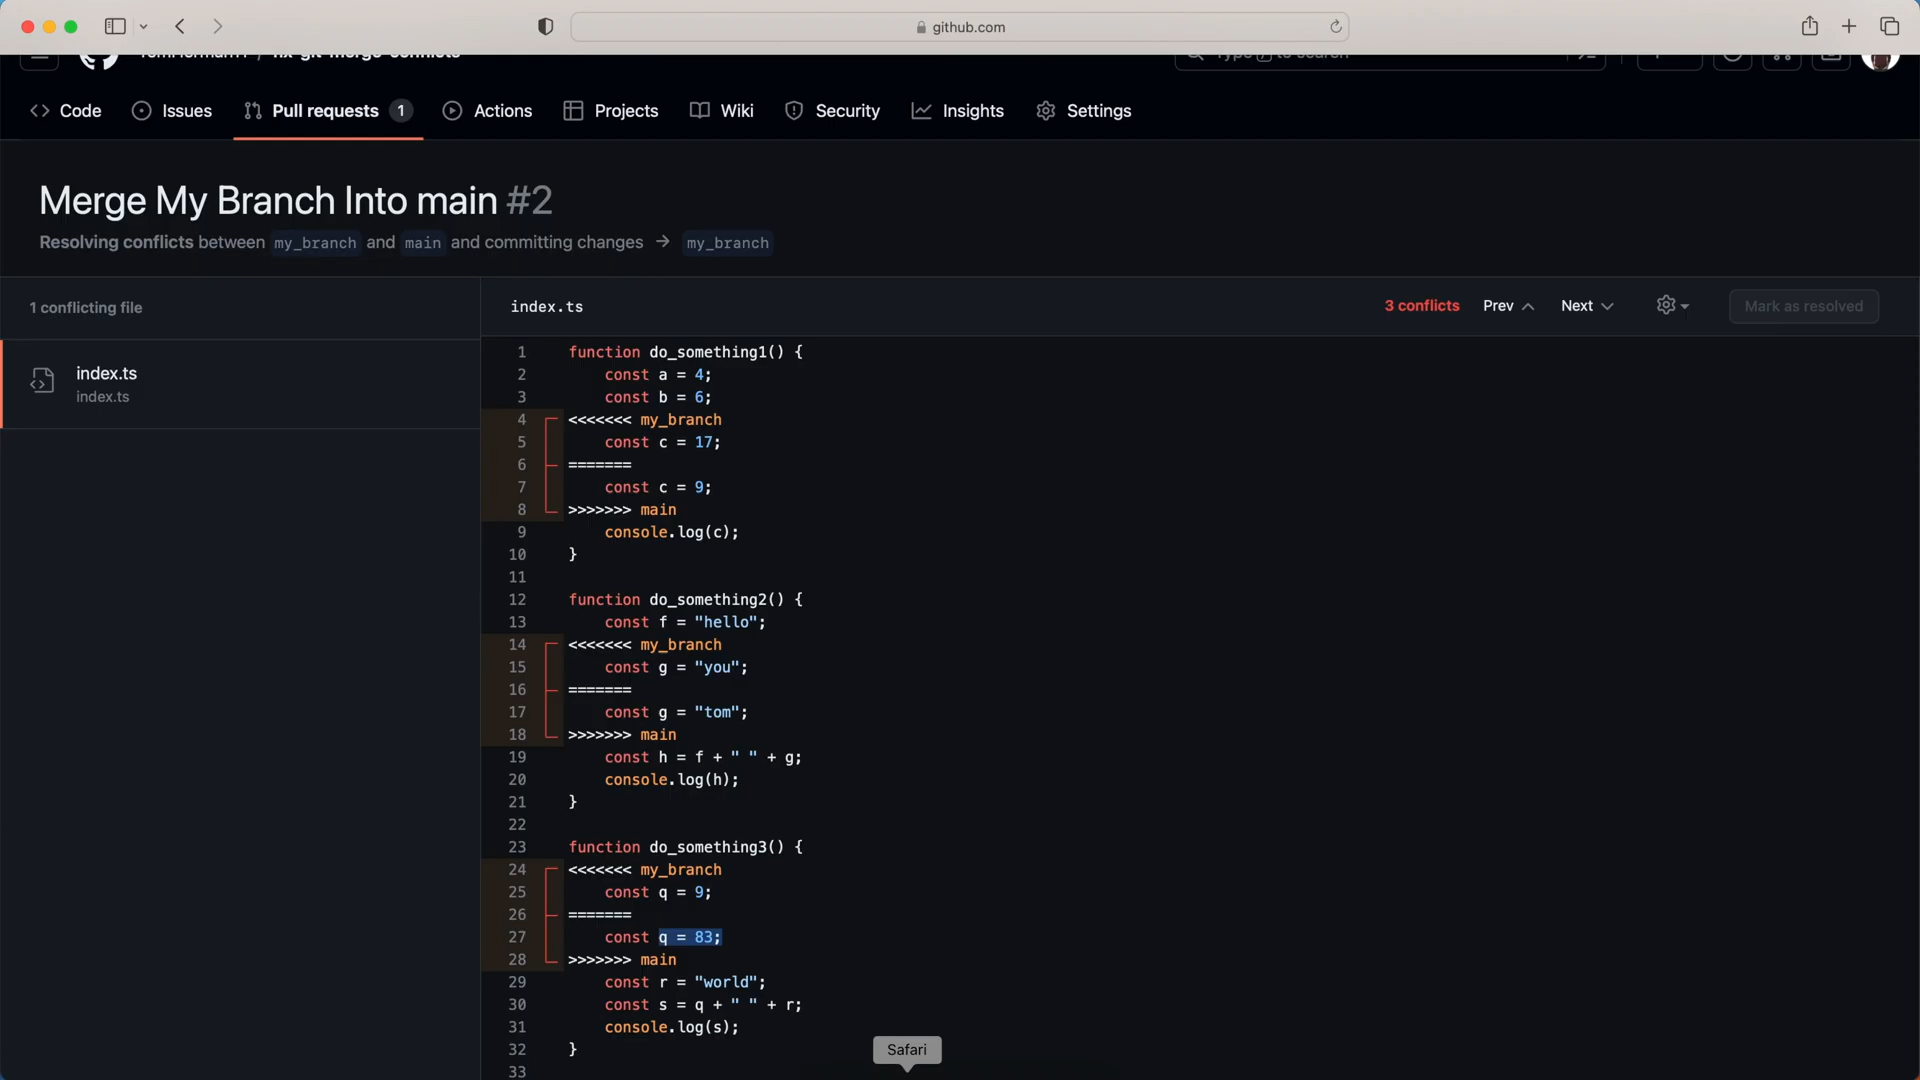 github.com
Code
Issues
Pull requests 1
Actions
Projects
Wiki
Security
Insights
Settings
Merge My Branch Into main #2
Resolving conflicts between my_branch and main and committing changes → my_branch
1 conflicting file
index.ts
index.ts
index.ts
3 conflicts
Prev
Next
Mark as resolved
1 function do_something1() {
2 const a = 4;
3 const b = 6;
4 <<<<<<< my_branch
5 const c = 17;
6 =======
7 const c = 9;
8 >>>>>>> main
9 console.log(c);
10 }
11
12 function do_something2() {
13 const f = "hello";
14 <<<<<<< my_branch
15 const g = "you";
16 =======
17 const g = "tom";
18 >>>>>>> main
19 const h = f + " " + g;
20 console.log(h);
21 }
22
23 function do_something3() {
24 <<<<<<< my_branch
25 const q = 9;
26 =======
27 const q = 83;
28 >>>>>>> main
29 const r = "world";
30 const s = q + " " + r;
31 console.log(s);
32 }
33
Safari